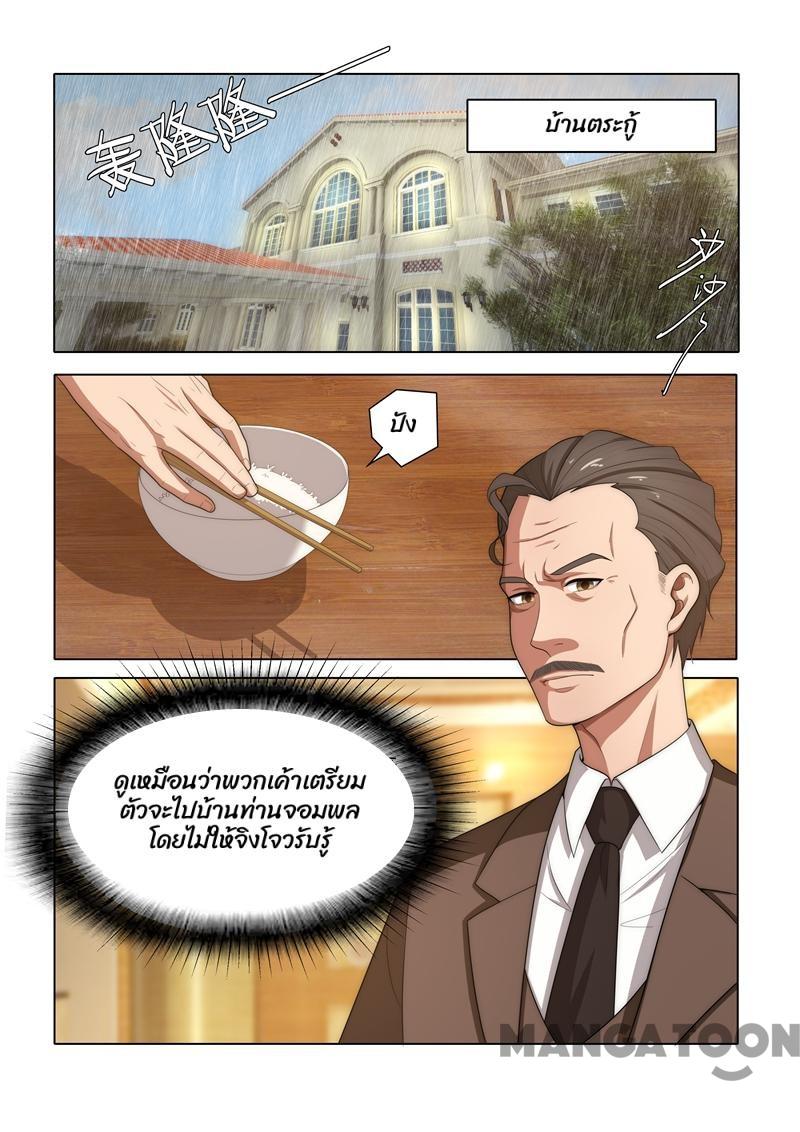 轰隆隆
บ้านตระกู้
沙沙
ปัง
ดูเหมือนว่าพวกเค้าเตรียม
ตัวจะไปบ้านท่านจอมพล
โดยไม่ให้จิงโจวรับรู้
MANGATOON